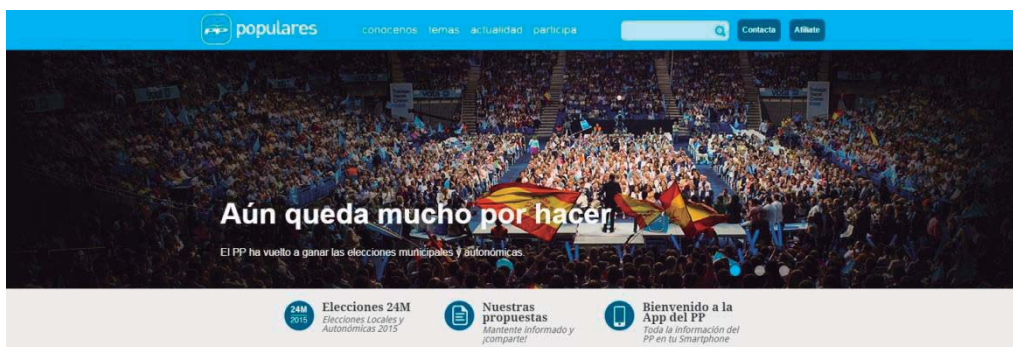 PP populares
conocenos temas actualidad participa
Contacta
Afíliate
Aún queda mucho por hacer
El PP ha vuelto a ganar las elecciones municipales y autonómicas.
24M
2015
Elecciones 24M
Elecciones Locales y
Autonómicas 2015
Nuestras
propuestas
Mantente informado y
¡comparte!
Bienvenido a la
App del PP
Toda la información del
PP en tu Smartphone